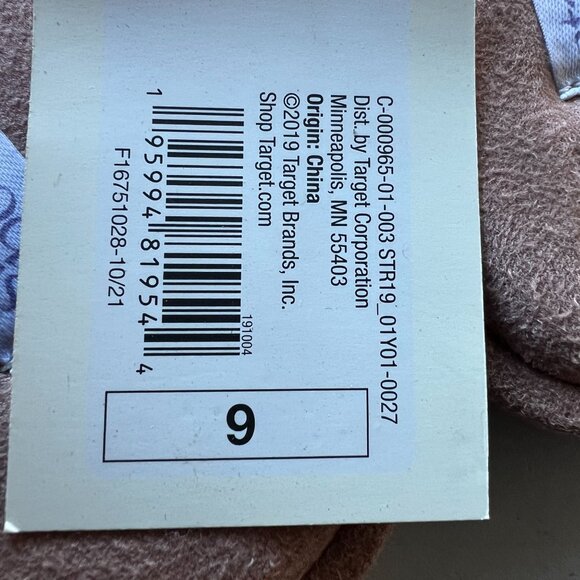 C-000965-01-003 STR19_01Y01-0027
Dist. by Target Corporation
Minneapolis, MN 55403
Origin: China
©2019 Target Brands, Inc.
Shop Target.com
191004
1 95994 81954 4
F16751028-10/21
9